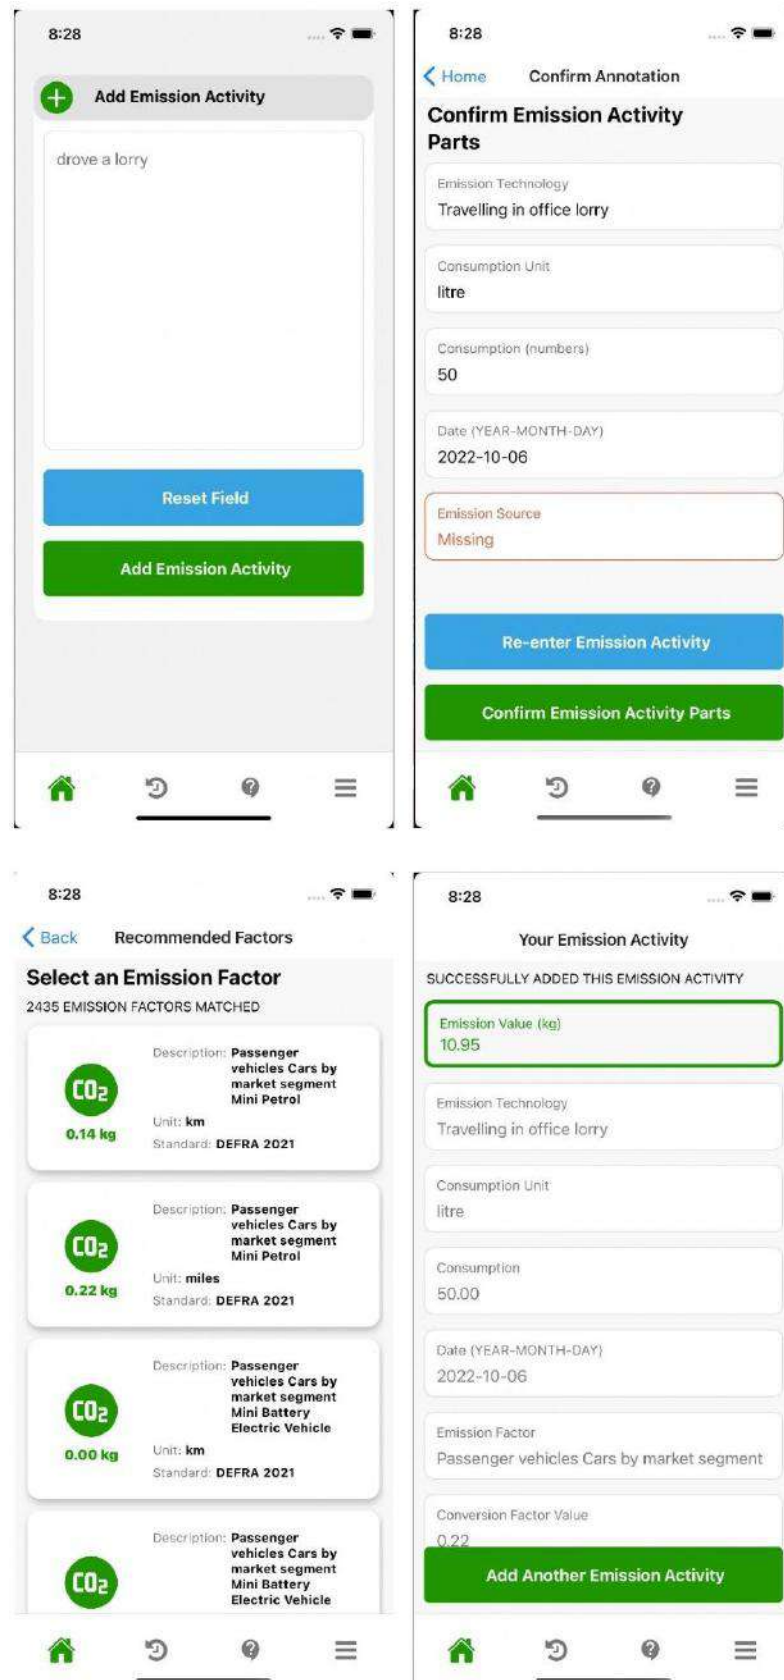 8:28
Add Emission Activity
drove a lorry
Reset Field
Add Emission Activity
8:28
Home Confirm Annotation
Confirm Emission Activity
Parts
Emission Technology
Travelling in office lorry
Consumption Unit
litre
Consumption (numbers)
50
Date (YEAR-MONTH-DAY)
2022-10-06
Emission Source
Missing
Re-enter Emission Activity
Confirm Emission Activity Parts
8:28
Back Recommended Factors
Select an Emission Factor
2435 EMISSION FACTORS MATCHED
CO2
0.14 kg
Description: Passenger
vehicles Cars by
market segment
Mini Petrol
Unit: km
Standard: DEFRA 2021
CO2
0.22 kg
Description: Passenger
vehicles Cars by
market segment
Mini Petrol
Unit: miles
Standard: DEFRA 2021
CO2
0.00 kg
Description: Passenger
vehicles Cars by
market segment
Mini Battery
Electric Vehicle
Unit: km
Standard: DEFRA 2021
CO2
Description: Passenger
vehicles Cars by
market segment
Mini Battery
Electric Vehicle
8:28
Your Emission Activity
SUCCESSFULLY ADDED THIS EMISSION ACTIVITY
Emission Value (kg)
10.95
Emission Technology
Travelling in office lorry
Consumption Unit
litre
Consumption
50.00
Date (YEAR-MONTH-DAY)
2022-10-06
Emission Factor
Passenger vehicles Cars by market segment
Conversion Factor Value
0.22
Add Another Emission Activity